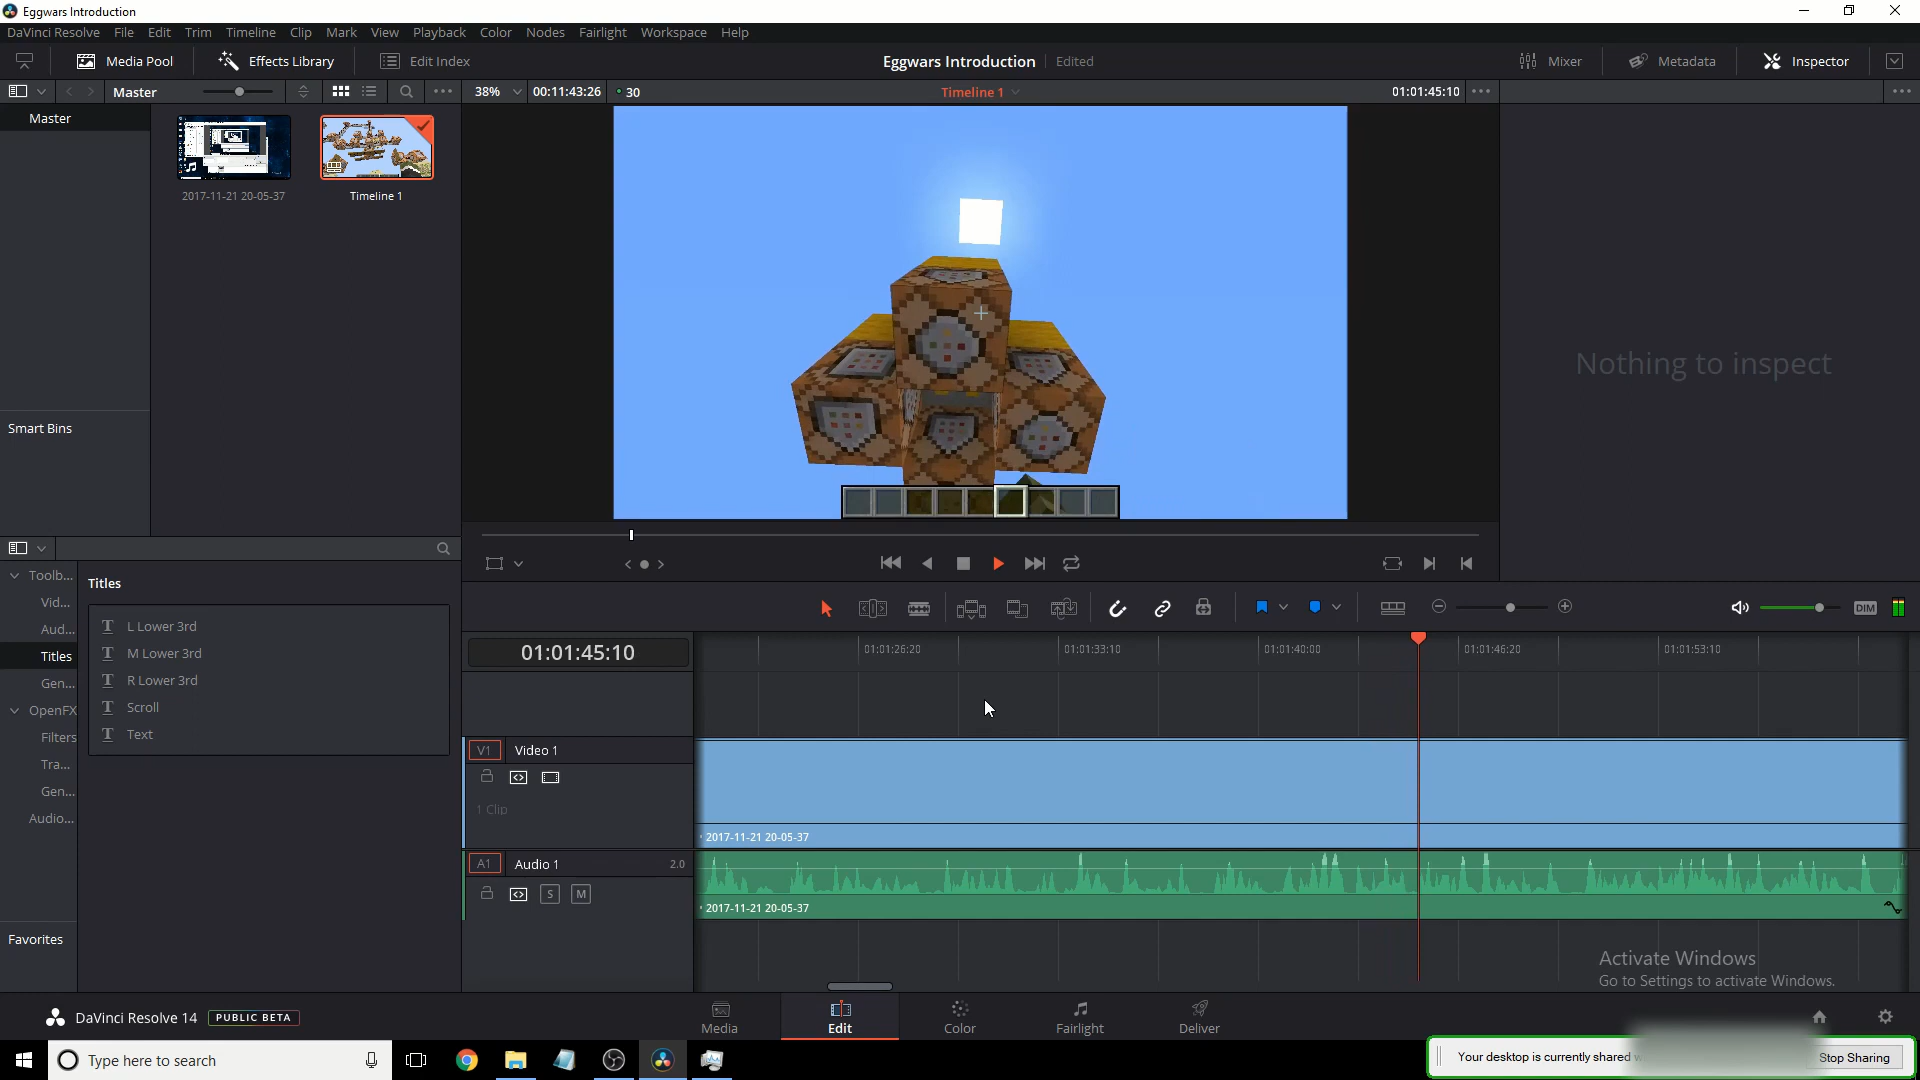 Eggwars Introduction
DaVinci Resolve File Edit Trim Timeline Clip Mark View Playback Color Nodes Fairlight Workspace Help
Media Pool Effects Library Edit Index Eggwars Introduction Edited Mixer Metadata Inspector
Master 38% 00:11:43:26 30 Timeline 1 01:01:45:10
Master
2017-11-21 20-05-37 Timeline 1
Nothing to inspect
Smart Bins
Toolb...
Vid...
Aud...
Titles
Gen...
OpenFX
Filters
Tra...
Gen...
Audio...
Favorites
Titles
L Lower 3rd
M Lower 3rd
R Lower 3rd
Scroll
Text
DIM
01:01:45:10 01:01:26:20 01:01:33:10 01:01:40:00 01:01:46:20 01:01:53:10
V1 Video 1
1 Clip
2017-11-21 20-05-37
A1 Audio 1 2.0
S M
2017-11-21 20-05-37
Activate Windows
Go to Settings to activate Windows.
DaVinci Resolve 14 PUBLIC BETA
Media Edit Color Fairlight Deliver
Type here to search
Your desktop is currently shared
Stop Sharing